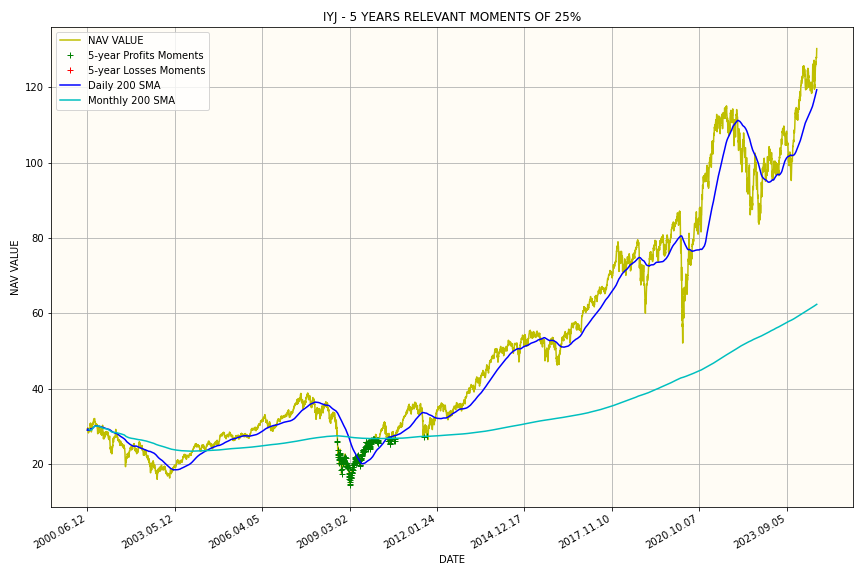 IYJ - 5 YEARS RELEVANT MOMENTS OF 25%
NAV VALUE
5-year Profits Moments
5-year Losses Moments
Daily 200 SMA
Monthly 200 SMA
120
100
80
60
40
20
NAV VALUE
2000.06.12
2003.05.12
2006.04.05
2009.03.02
2012.01.24
2014.12.17
2017.11.10
2020.10.07
2023.09.05
DATE